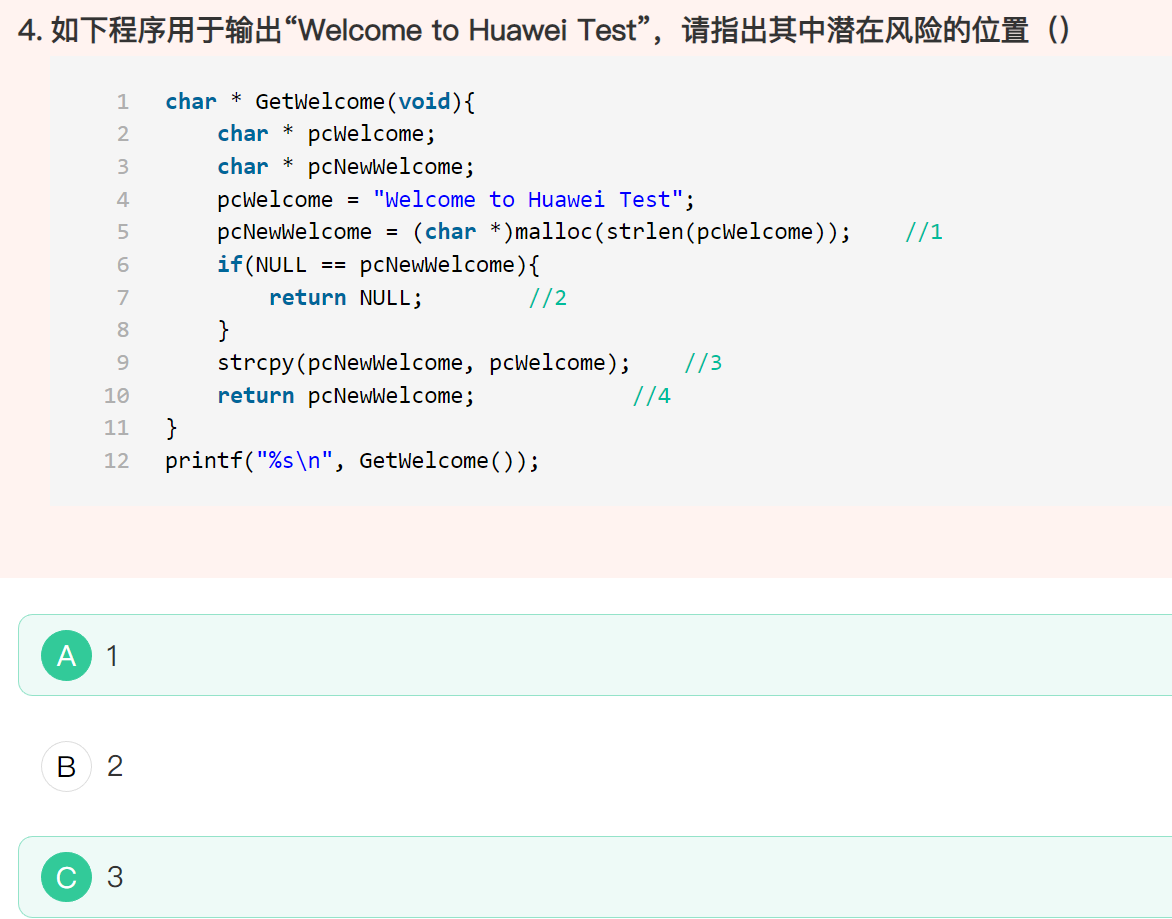 4. 如下程序用于输出“Welcome to Huawei Test”，请指出其中潜在风险的位置（）
1 char * GetWelcome(void){
2 char * pcWelcome;
3 char * pcNewWelcome;
4 pcWelcome = "Welcome to Huawei Test";
5 pcNewWelcome = (char *)malloc(strlen(pcWelcome)); //1
6 if(NULL == pcNewWelcome){
7 return NULL; //2
8 }
9 strcpy(pcNewWelcome, pcWelcome); //3
10 return pcNewWelcome; //4
11 }
12 printf("%s\n", GetWelcome());
A 1
B 2
C 3